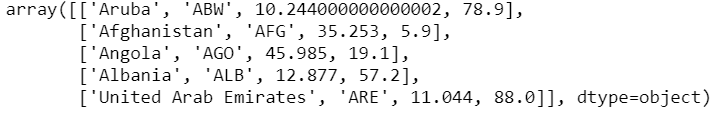 array([['Aruba', 'ABW', 10.244000000000002, 78.9],
['Afghanistan', 'AFG', 35.253, 5.9],
['Angola', 'AGO', 45.985, 19.1],
['Albania', 'ALB', 12.877, 57.2],
['United Arab Emirates', 'ARE', 11.044, 88.0]], dtype=object)